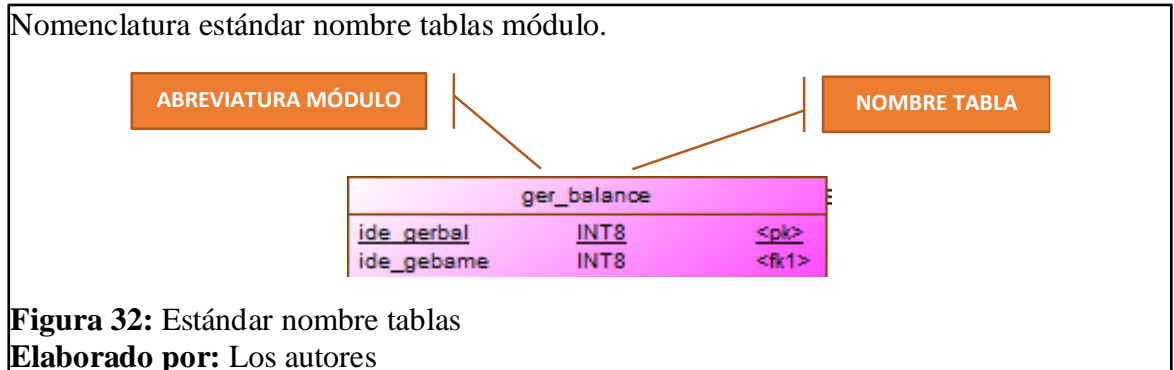 Nomenclatura estándar nombre tablas módulo.
ABREVIATURA MÓDULO
NOMBRE TABLA
ger_balance
ide_gerbal INT8 <pk>
ide_gebame INT8 <fk1>
Figura 32: Estándar nombre tablas
Elaborado por: Los autores